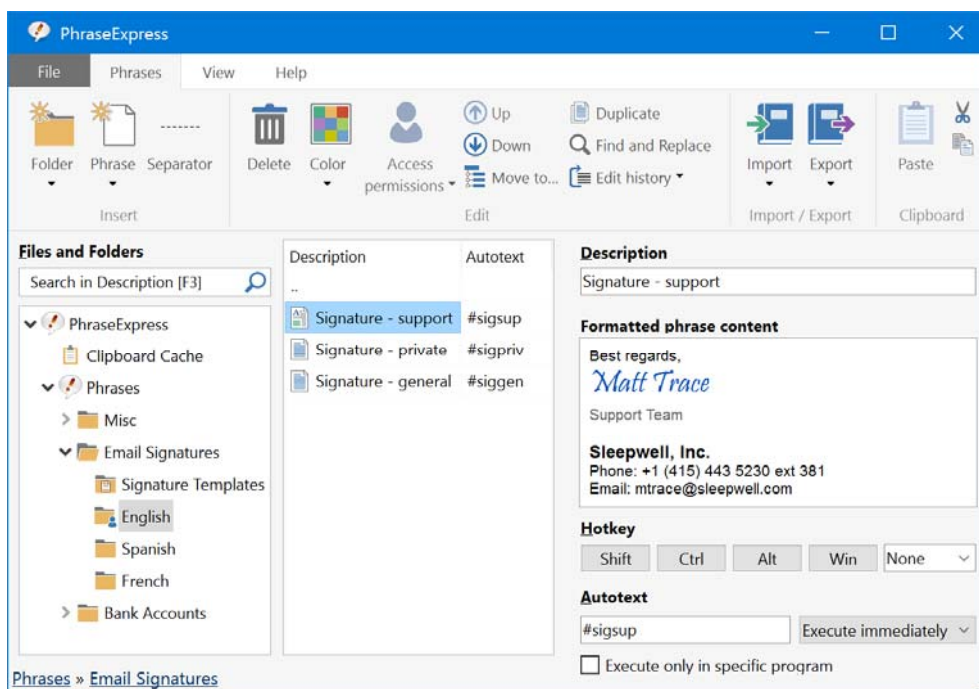 PhraseExpress
File Phrases View Help
Folder Phrase Separator
Insert
Delete Color Access permissions
Up
Down
Move to...
Duplicate
Find and Replace
Edit history
Edit
Import Export
Import / Export
Paste
Clipboard
Files and Folders
Search in Description [F3]
PhraseExpress
Clipboard Cache
Phrases
Misc
Email Signatures
Signature Templates
English
Spanish
French
Bank Accounts
Phrases » Email Signatures
Description Autotext
..
Signature - support #sigsup
Signature - private #sigpriv
Signature - general #siggen
Description
Signature - support
Formatted phrase content
Best regards,
Matt Trace
Support Team
Sleepwell, Inc.
Phone: +1 (415) 443 5230 ext 381
Email: mtrace@sleepwell.com
Hotkey
Shift Ctrl Alt Win None
Autotext
#sigsup Execute immediately
Execute only in specific program